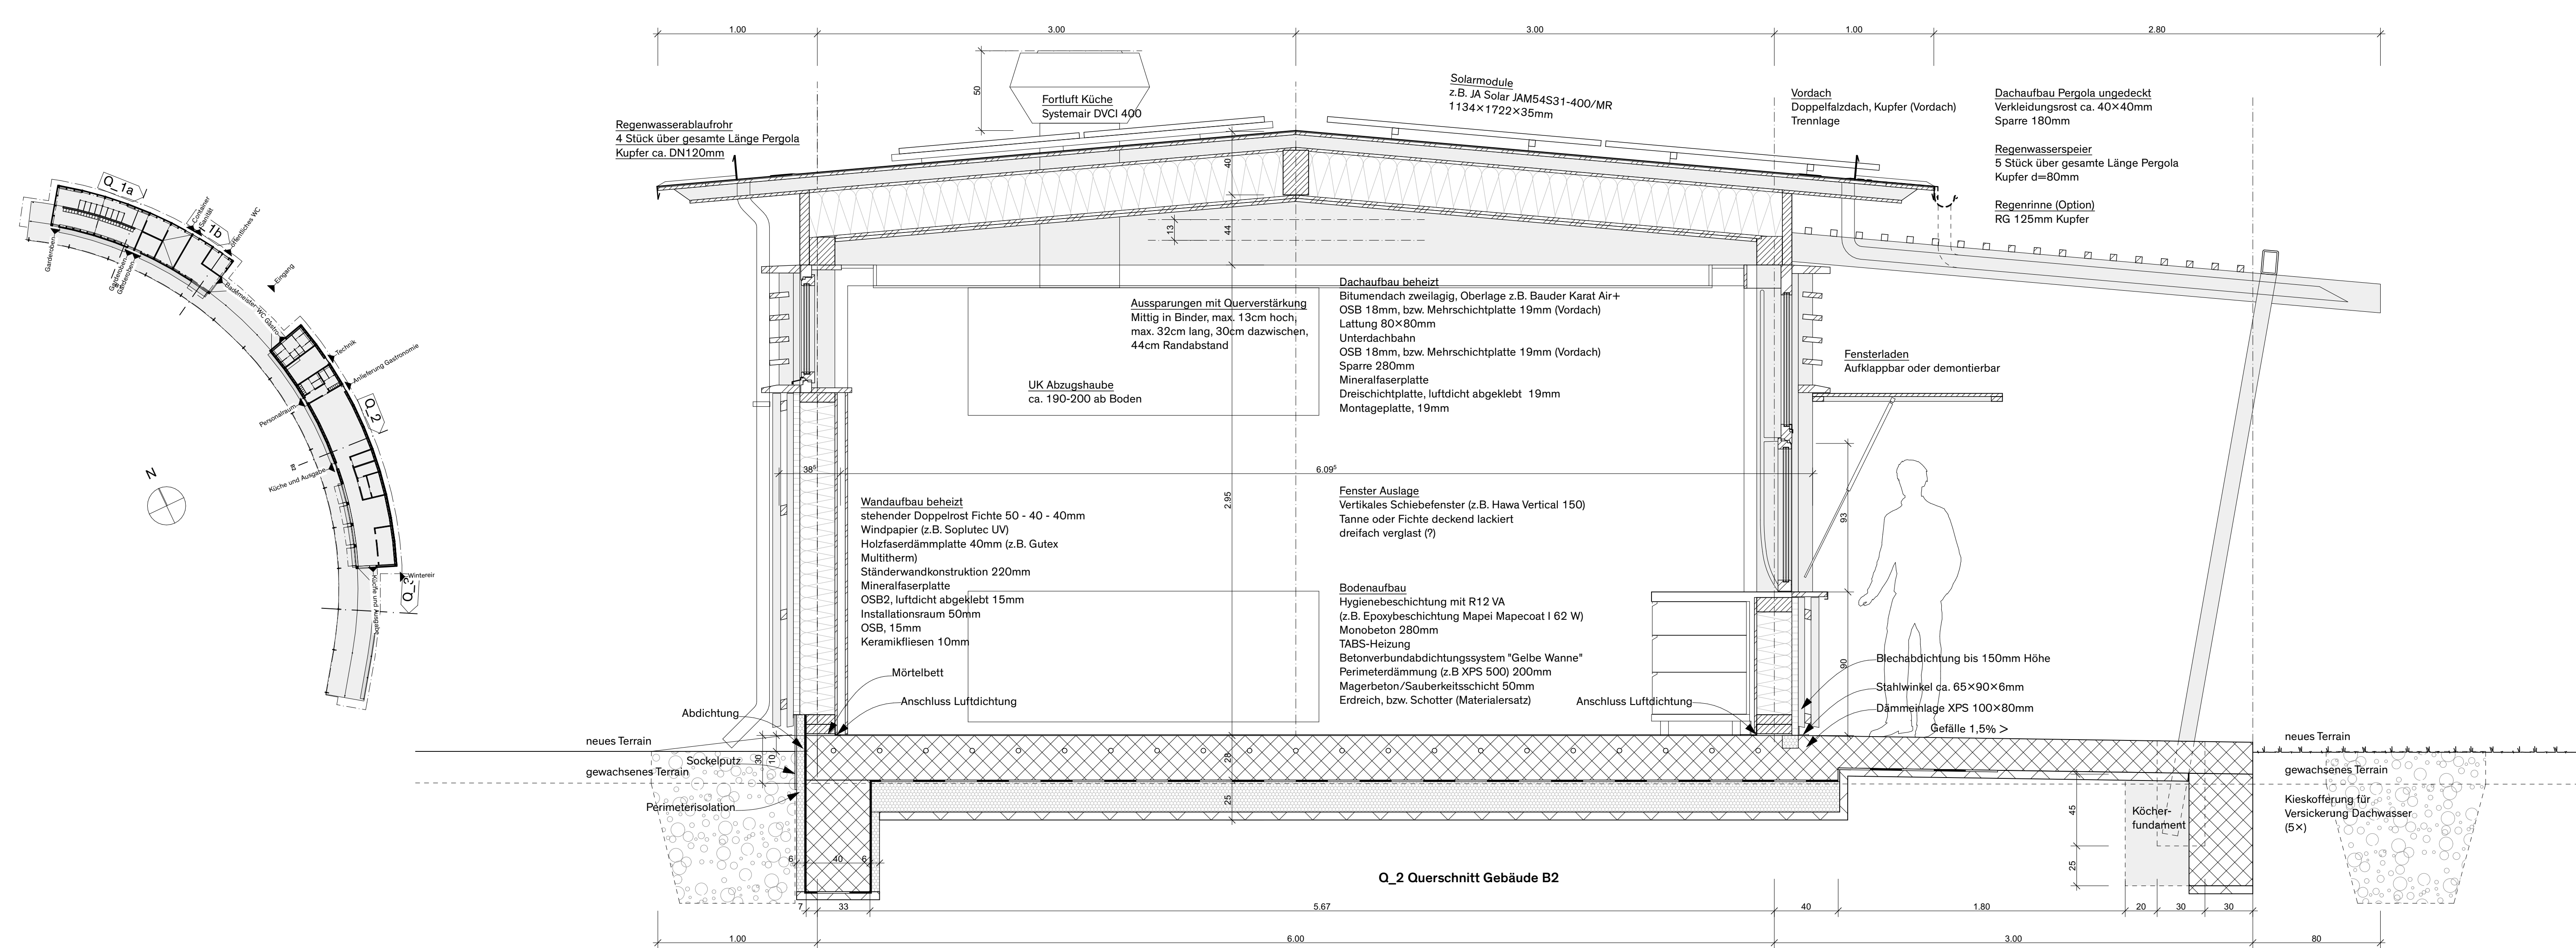 1.00
3.00
3.00
1.00
2.80
50
Fortluft Küche
Systemair DVCI 400
Solarmodule
z.B. JA Solar JAM54S31-400/MR
1134×1722×35mm
Vordach
Doppelfalzdach, Kupfer (Vordach)
Trennlage
Dachaufbau Pergola ungedeckt
Verkleidungsrost ca. 40×40mm
Sparre 180mm
Regenwasserspeier
5 Stück über gesamte Länge Pergola
Kupfer d=80mm
Regenrinne (Option)
RG 125mm Kupfer
Regenwasserablaufrohr
4 Stück über gesamte Länge Pergola
Kupfer ca. DN120mm
Q_1a
Container
Sanität
1b
öffentliches WC
Garderoben
Garderoben
Garderoben
Eingang
Bademeister
WC Gastro
Technik
Anlieferung Gastronomie
Personalraum
Q_2
Küche und Ausgabe
N
Küche und Ausgabe
40
13
44
Aussparungen mit Querverstärkung
Mittig in Binder, max. 13cm hoch,
max. 32cm lang, 30cm dazwischen,
44cm Randabstand
UK Abzugshaube
ca. 190-200 ab Boden
Dachaufbau beheizt
Bitumendach zweilagig, Oberlage z.B. Bauder Karat Air+
OSB 18mm, bzw. Mehrschichtplatte 19mm (Vordach)
Lattung 80×80mm
Unterdachbahn
OSB 18mm, bzw. Mehrschichtplatte 19mm (Vordach)
Sparre 280mm
Mineralfaserplatte
Dreischichtplatte, luftdicht abgeklebt  19mm
Montageplatte, 19mm
Fensterladen
Aufklappbar oder demontierbar
38⁵
6.09⁵
2.95
93
90
Wandaufbau beheizt
stehender Doppelrost Fichte 50 - 40 - 40mm
Windpapier (z.B. Soplutec UV)
Holzfaserdämmplatte 40mm (z.B. Gutex
Multitherm)
Ständerwandkonstruktion 220mm
Mineralfaserplatte
OSB2, luftdicht abgeklebt 15mm
Installationsraum 50mm
OSB, 15mm
Keramikfliesen 10mm
Fenster Auslage
Vertikales Schiebefenster (z.B. Hawa Vertical 150)
Tanne oder Fichte deckend lackiert
dreifach verglast (?)
Bodenaufbau
Hygienebeschichtung mit R12 VA
(z.B. Epoxybeschichtung Mapei Mapecoat I 62 W)
Monobeton 280mm
TABS-Heizung
Betonverbundabdichtungssystem "Gelbe Wanne"
Perimeterdämmung (z.B XPS 500) 200mm
Magerbeton/Sauberkeitsschicht 50mm
Erdreich, bzw. Schotter (Materialersatz)
Mörtelbett
Anschluss Luftdichtung
Abdichtung
Anschluss Luftdichtung
Blechabdichtung bis 150mm Höhe
Stahlwinkel ca. 65×90×6mm
Dämmeinlage XPS 100×80mm
Gefälle 1,5% >
neues Terrain
Sockelputz
gewachsenes Terrain
Perimeterisolation
30
10
28
25
neues Terrain
gewachsenes Terrain
Kieskofferung für
Versickerung Dachwasser
(5×)
Köcher-
fundament
45
25
6
40
6
Q_2 Querschnitt Gebäude B2
7
33
5.67
40
1.80
20
30
30
1.00
6.00
3.00
80